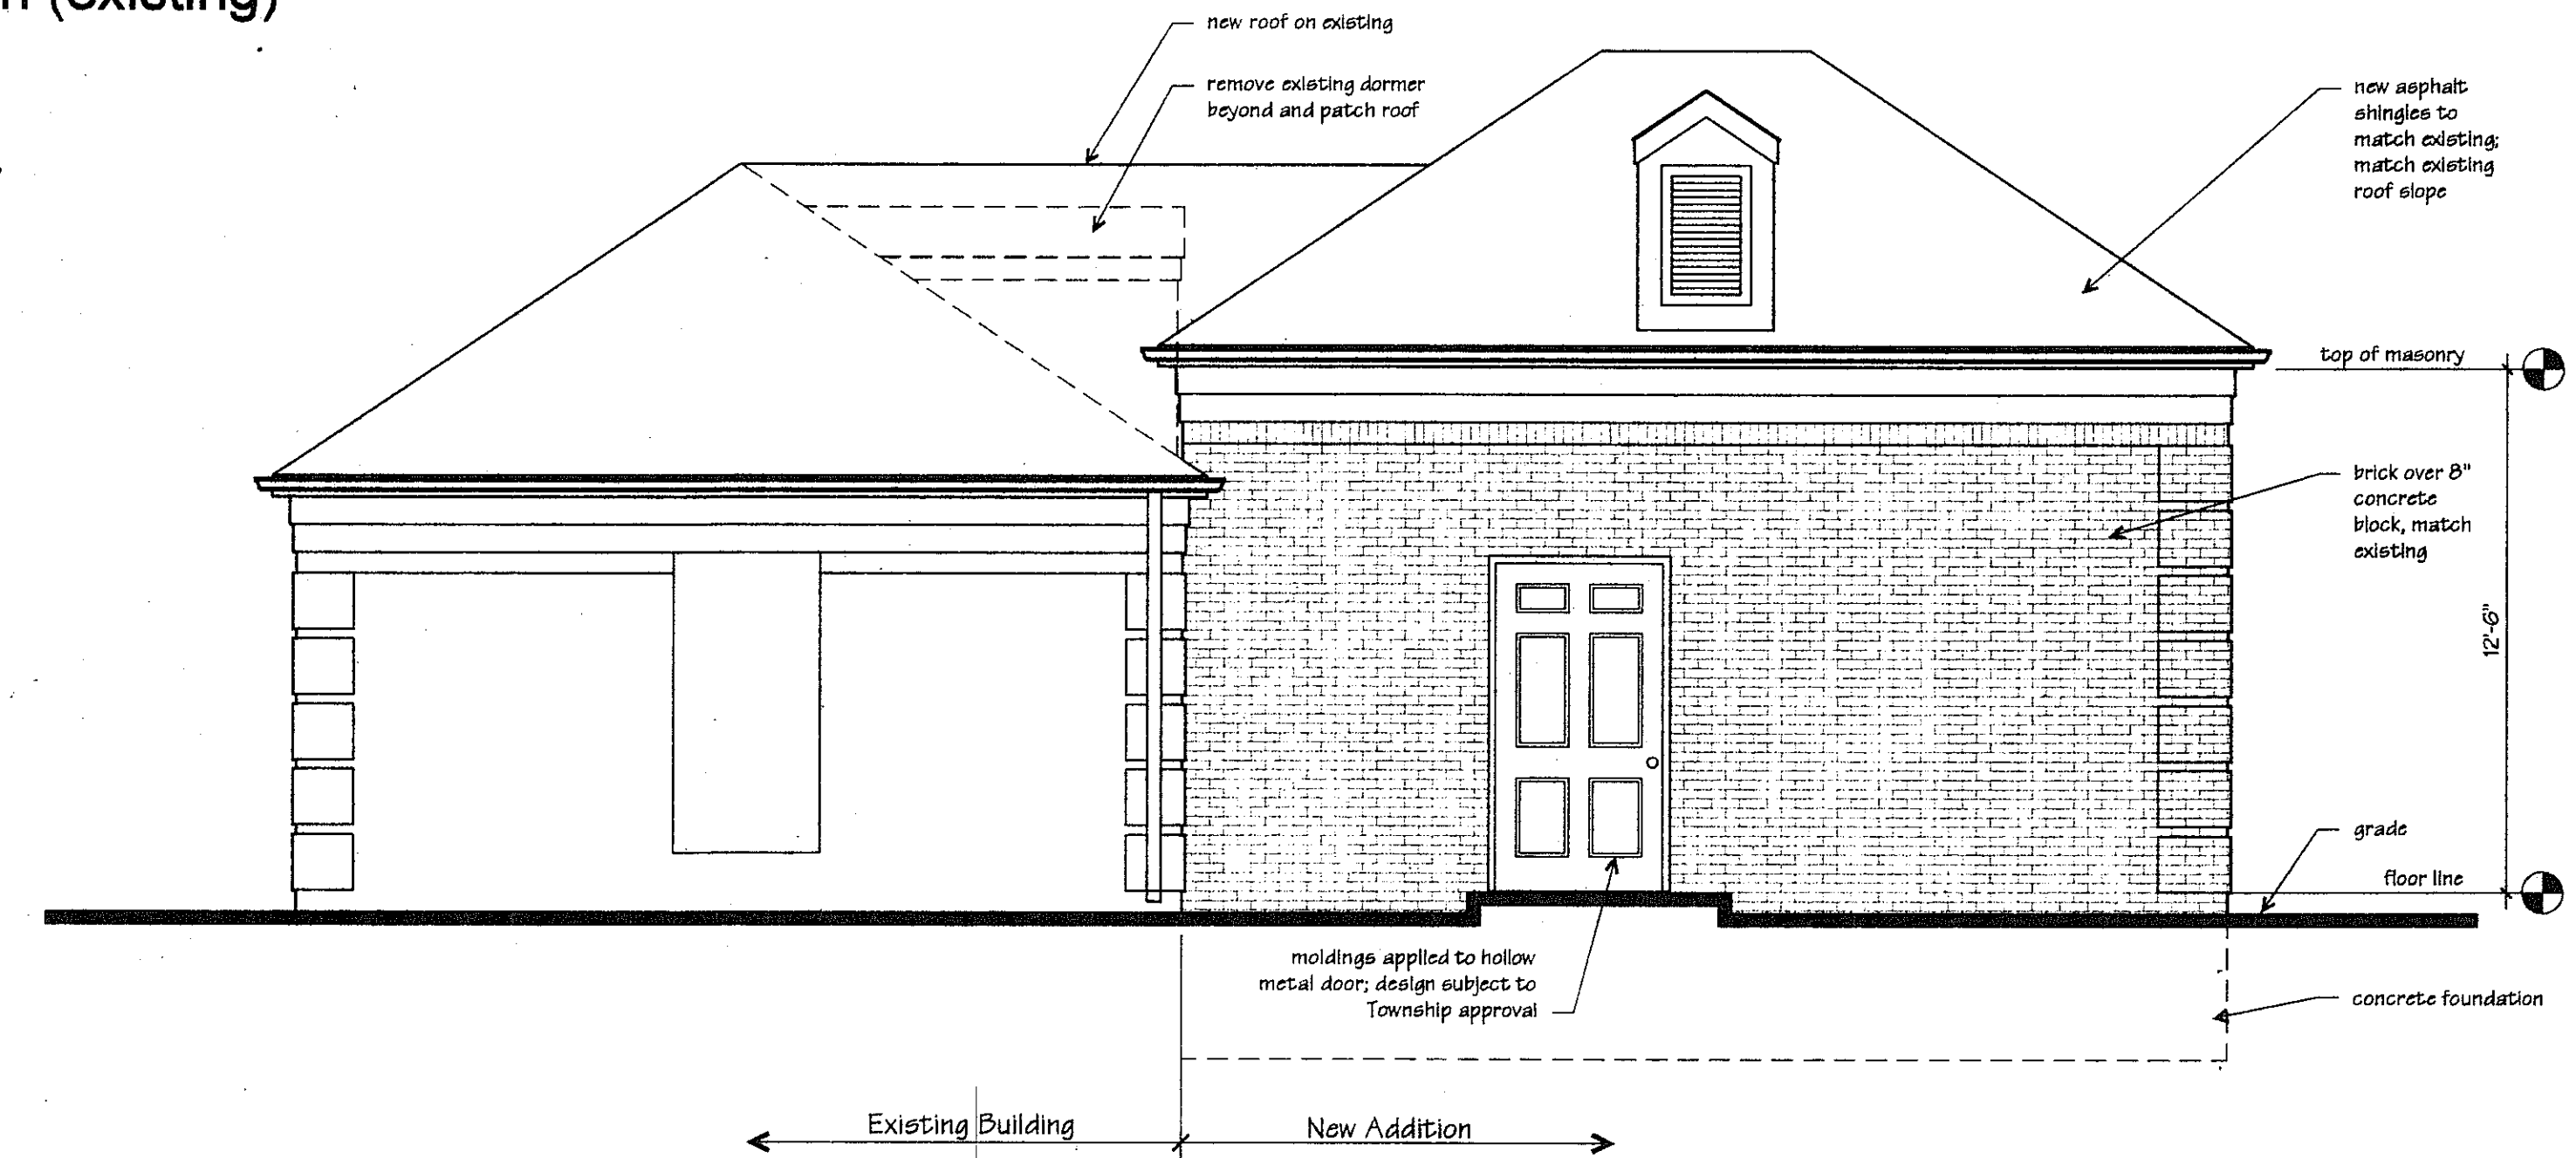 (existing)
new roof on existing
remove existing dormer
beyond and patch roof
new asphalt
shingles to
match existing;
match existing
roof slope
top of masonry
brick over 8"
concrete
block, match
existing
12'-6"
grade
floor line
moldings applied to hollow
metal door; design subject to
Township approval
concrete foundation
Existing Building
New Addition